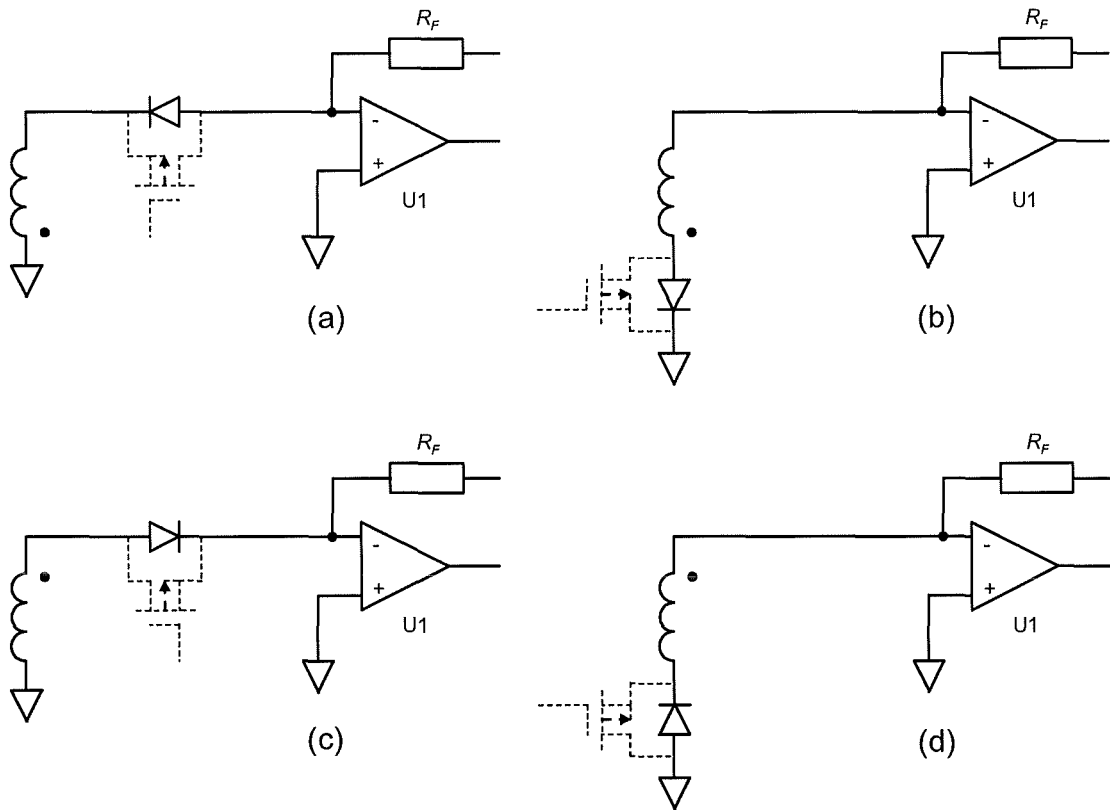 R_F
-
+
U1
(a)
R_F
-
+
U1
(b)
R_F
-
+
U1
(c)
R_F
-
+
U1
(d)